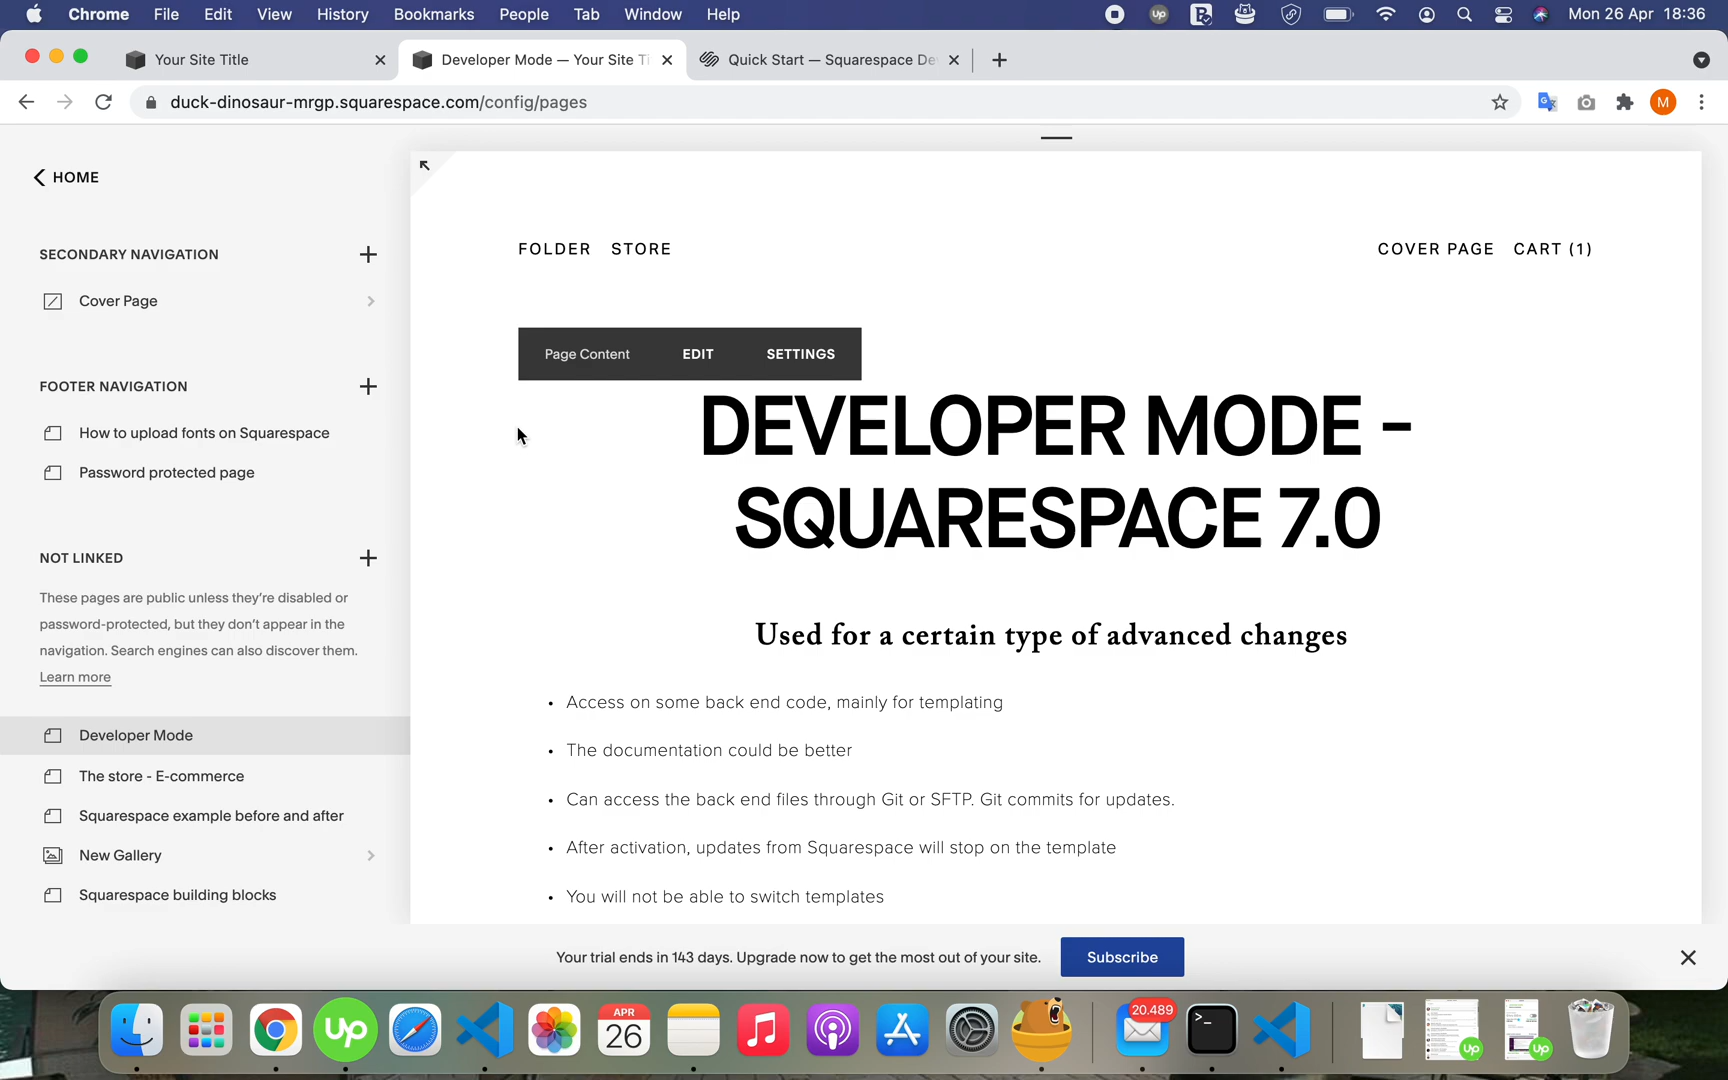 Chrome File Edit View History Bookmarks People Tab Window Help
Mon 26 Apr 18:36
Your Site Title
Developer Mode — Your Site Ti
Quick Start — Squarespace De
duck-dinosaur-mrgp.squarespace.com/config/pages
M
HOME
SECONDARY NAVIGATION
Cover Page
FOOTER NAVIGATION
How to upload fonts on Squarespace
Password protected page
NOT LINKED
These pages are public unless they're disabled or
password-protected, but they don't appear in the
navigation. Search engines can also discover them.
Learn more
Developer Mode
The store - E-commerce
Squarespace example before and after
New Gallery
Squarespace building blocks
FOLDER STORE
COVER PAGE CART (1)
Page Content EDIT SETTINGS
DEVELOPER MODE -
SQUARESPACE 7.0
Used for a certain type of advanced changes
• Access on some back end code, mainly for templating
• The documentation could be better
• Can access the back end files through Git or SFTP. Git commits for updates.
• After activation, updates from Squarespace will stop on the template
• You will not be able to switch templates
Your trial ends in 143 days. Upgrade now to get the most out of your site.
Subscribe
up
APR
26
20.489